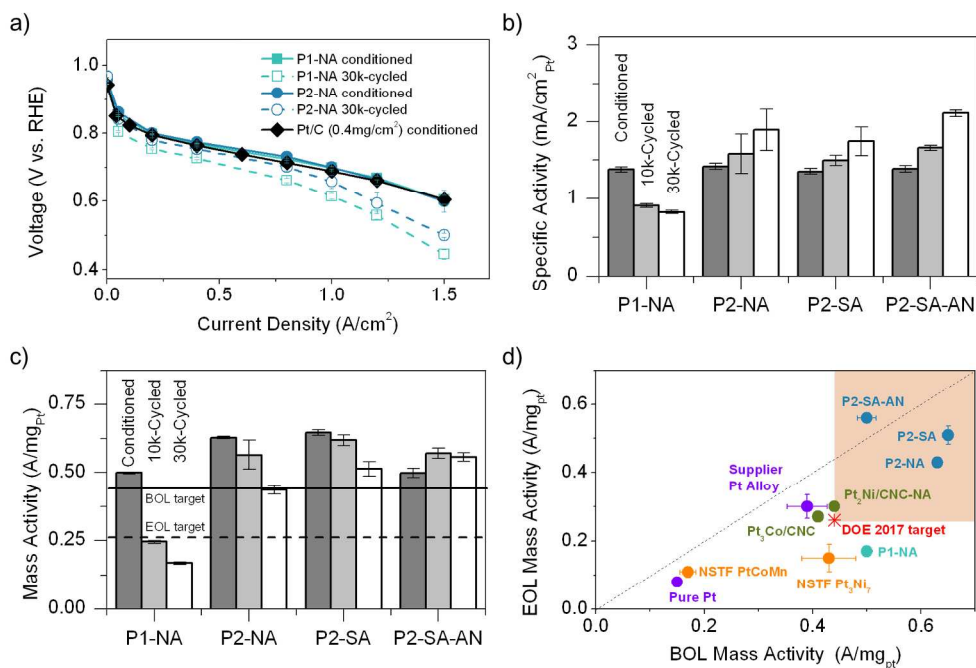 a)
P1-NA conditioned
P1-NA 30k-cycled
P2-NA conditioned
P2-NA 30k-cycled
Pt/C (0.4mg/cm²) conditioned
Voltage (V vs. RHE)
1.0
0.8
0.6
0.4
0.0
0.5
1.0
1.5
Current Density (A/cm²)
b)
Specific Activity (mA/cm²Pt)
3
2
1
0
Conditioned
10k-Cycled
30k-Cycled
P1-NA
P2-NA
P2-SA
P2-SA-AN
c)
Mass Activity (A/mgPt)
0.75
0.50
0.25
0.00
Conditioned
10k-Cycled
30k-Cycled
BOL target
EOL target
P1-NA
P2-NA
P2-SA
P2-SA-AN
d)
EOL Mass Activity (A/mgpt)
0.6
0.4
0.2
0.0
P2-SA-AN
P2-SA
P2-NA
Supplier
Pt Alloy
Pt₂Ni/CNC-NA
Pt₃Co/CNC
DOE 2017 target
P1-NA
NSTF PtCoMn
NSTF Pt₃Ni₇
Pure Pt
0.0
0.2
0.4
0.6
BOL Mass Activity (A/mgpt)